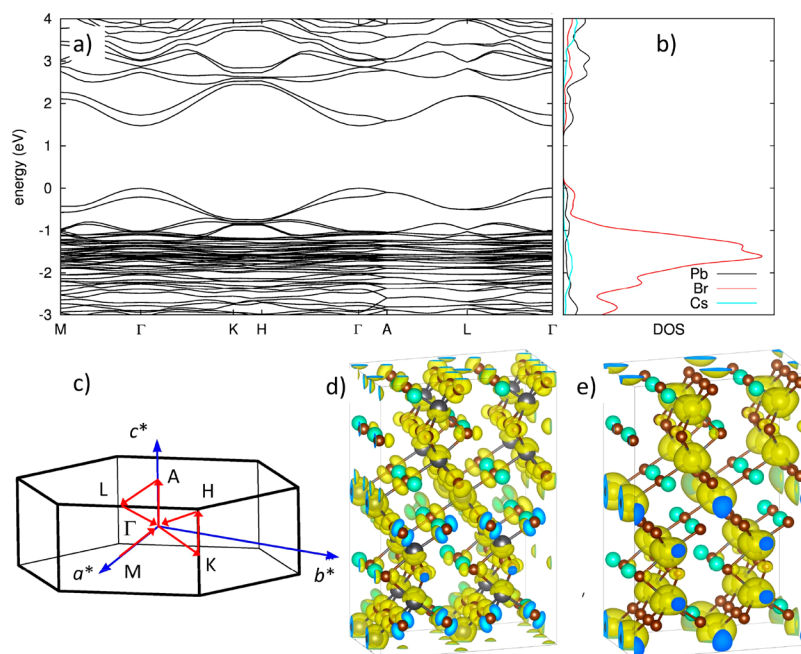 a)
b)
energy (eV)
4
3
2
1
0
-1
-2
-3
M Γ K H Γ A L Γ
Pb
Br
Cs
DOS
c)
d)
e)
c*
L A H
Γ
a* M K b*